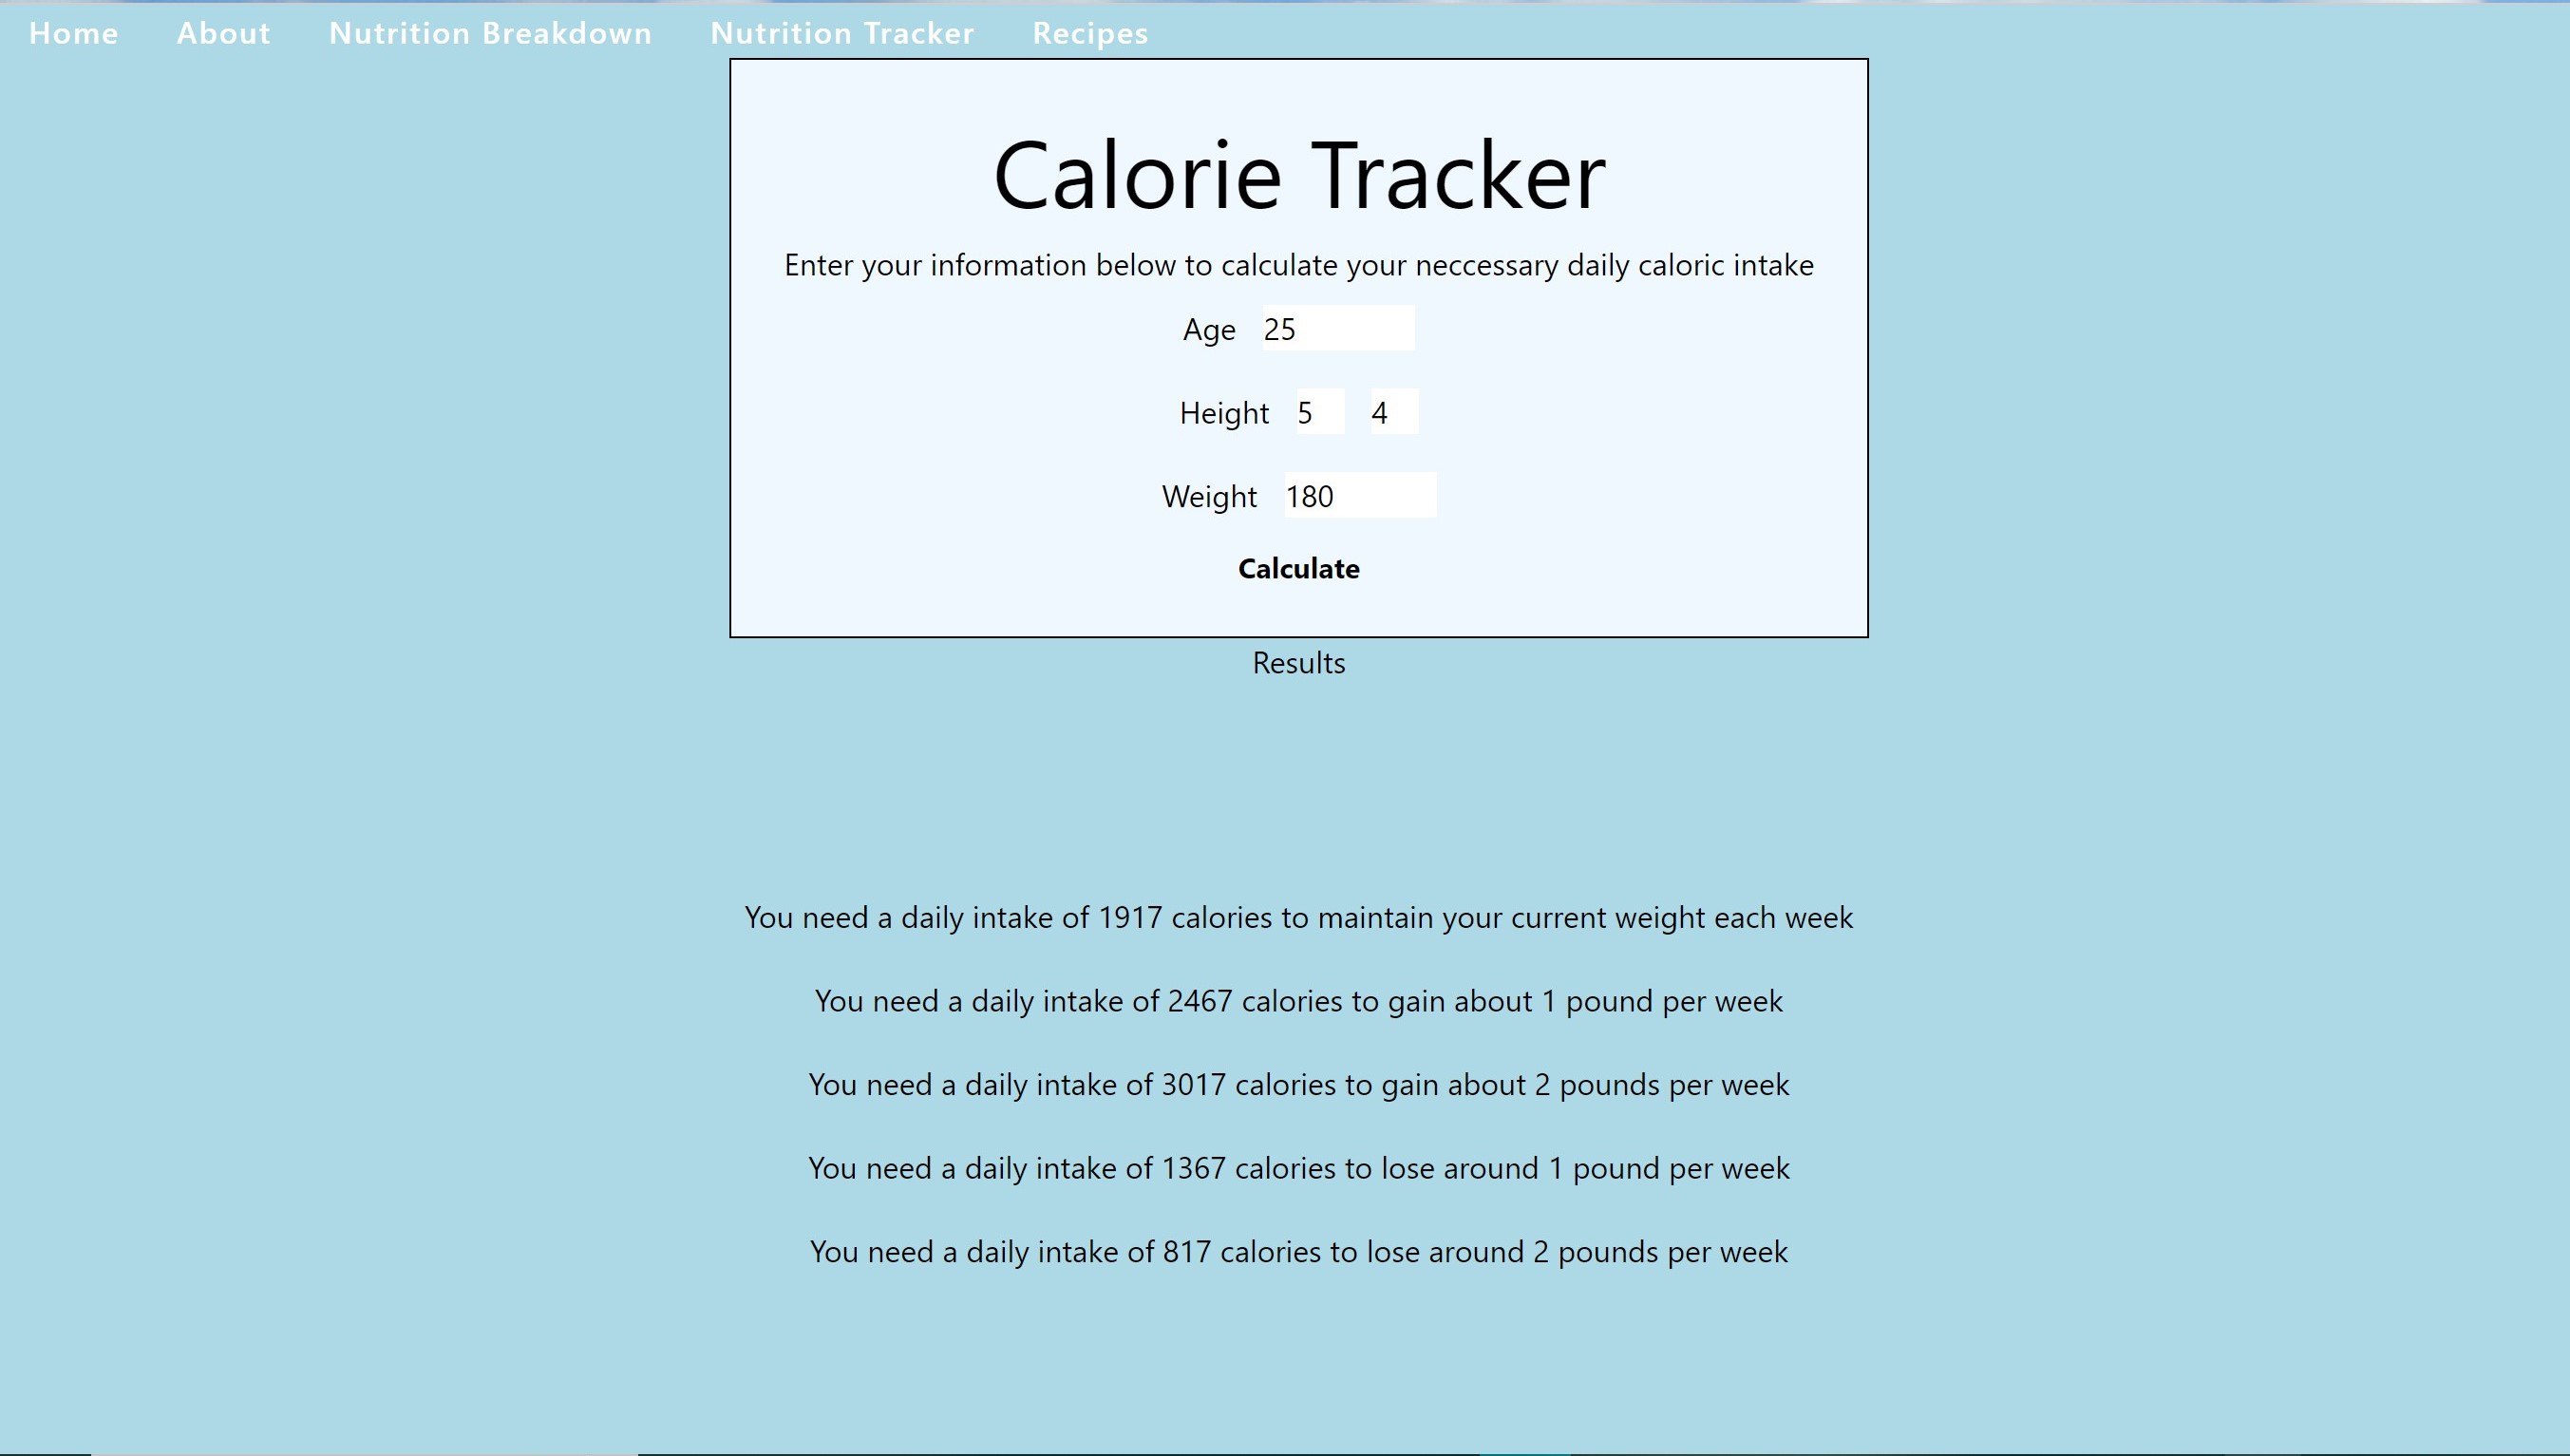 Home About Nutrition Breakdown Nutrition Tracker Recipes
Calorie Tracker
Enter your information below to calculate your neccessary daily caloric intake
Age 25
Height 5 4
Weight 180
Calculate
Results
You need a daily intake of 1917 calories to maintain your current weight each week
You need a daily intake of 2467 calories to gain about 1 pound per week
You need a daily intake of 3017 calories to gain about 2 pounds per week
You need a daily intake of 1367 calories to lose around 1 pound per week
You need a daily intake of 817 calories to lose around 2 pounds per week